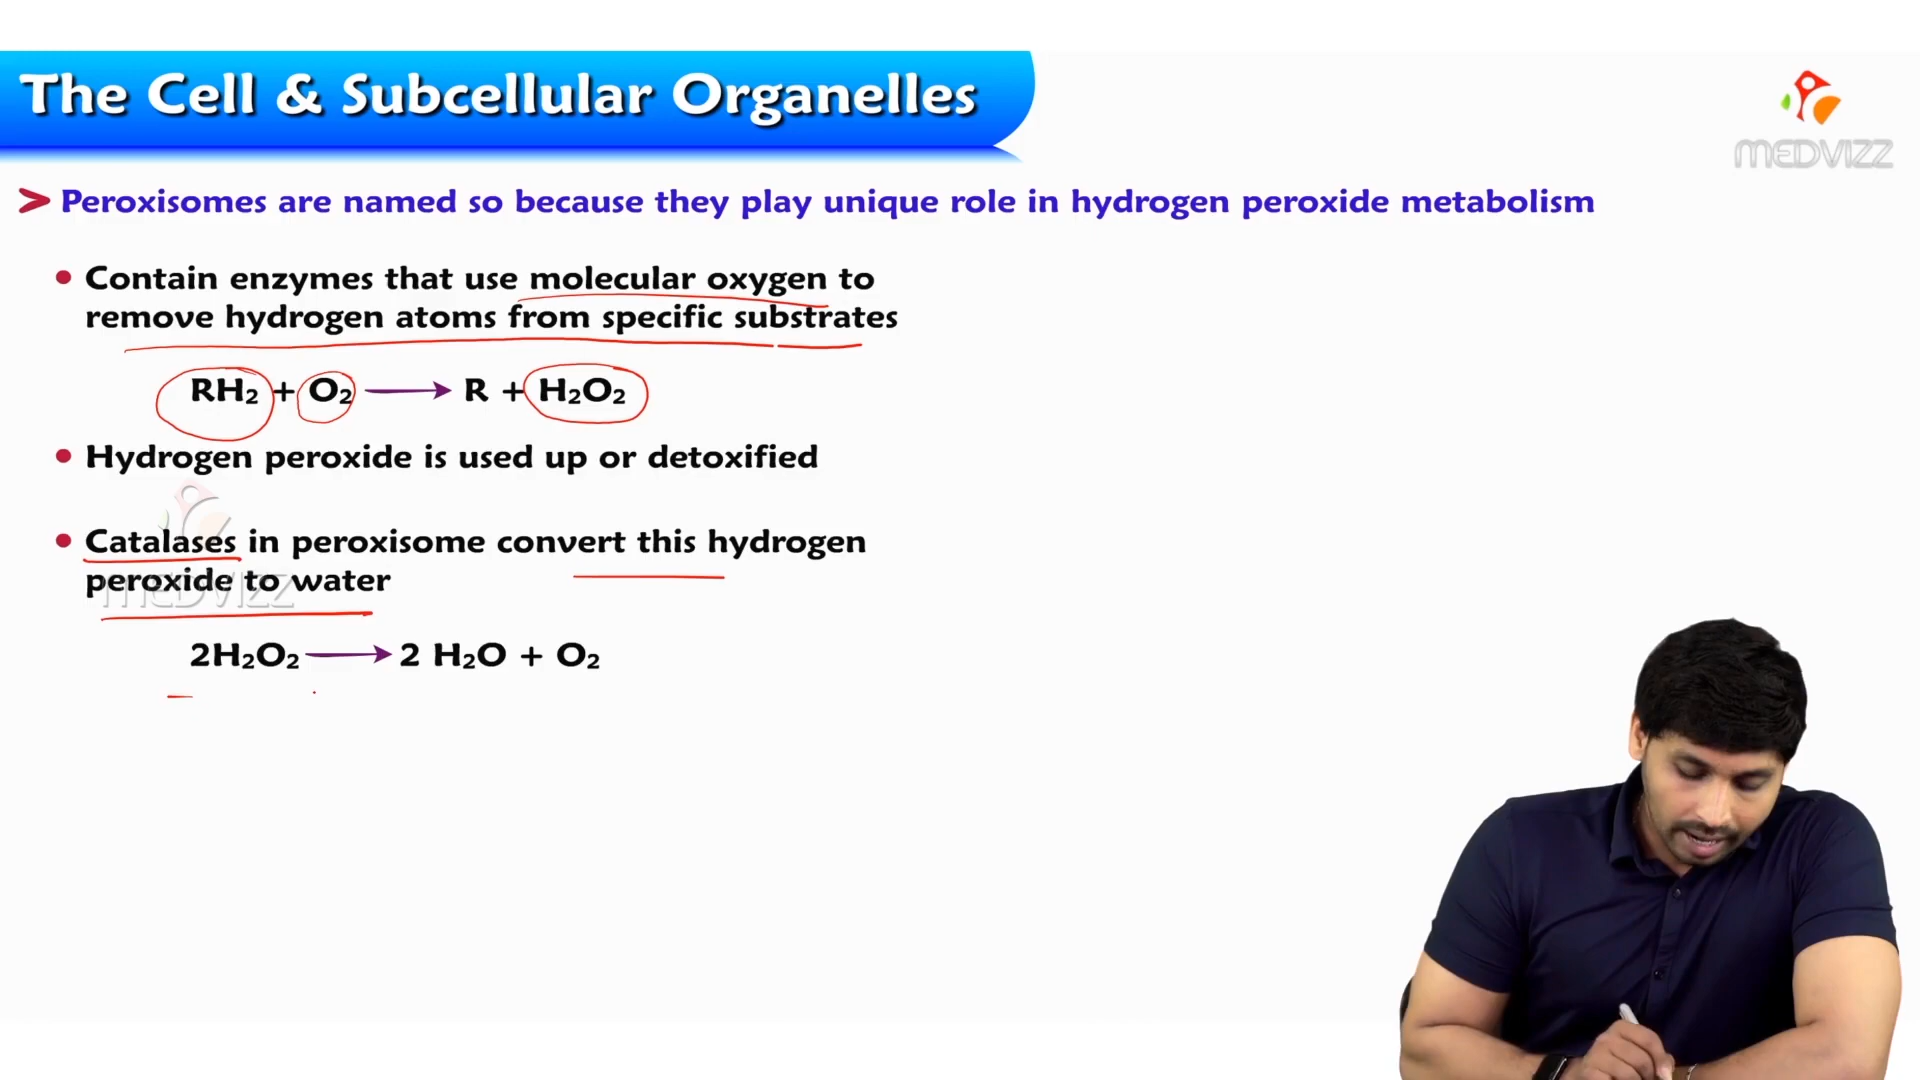 The Cell & Subcellular Organelles
MEDVIZZ
➢ Peroxisomes are named so because they play unique role in hydrogen peroxide metabolism
• Contain enzymes that use molecular oxygen to
remove hydrogen atoms from specific substrates
RH₂ + O₂ ⟶ R + H₂O₂
• Hydrogen peroxide is used up or detoxified
• Catalases in peroxisome convert this hydrogen
peroxide to water
MEDVIZZ
2H₂O₂ ⟶ 2 H₂O + O₂